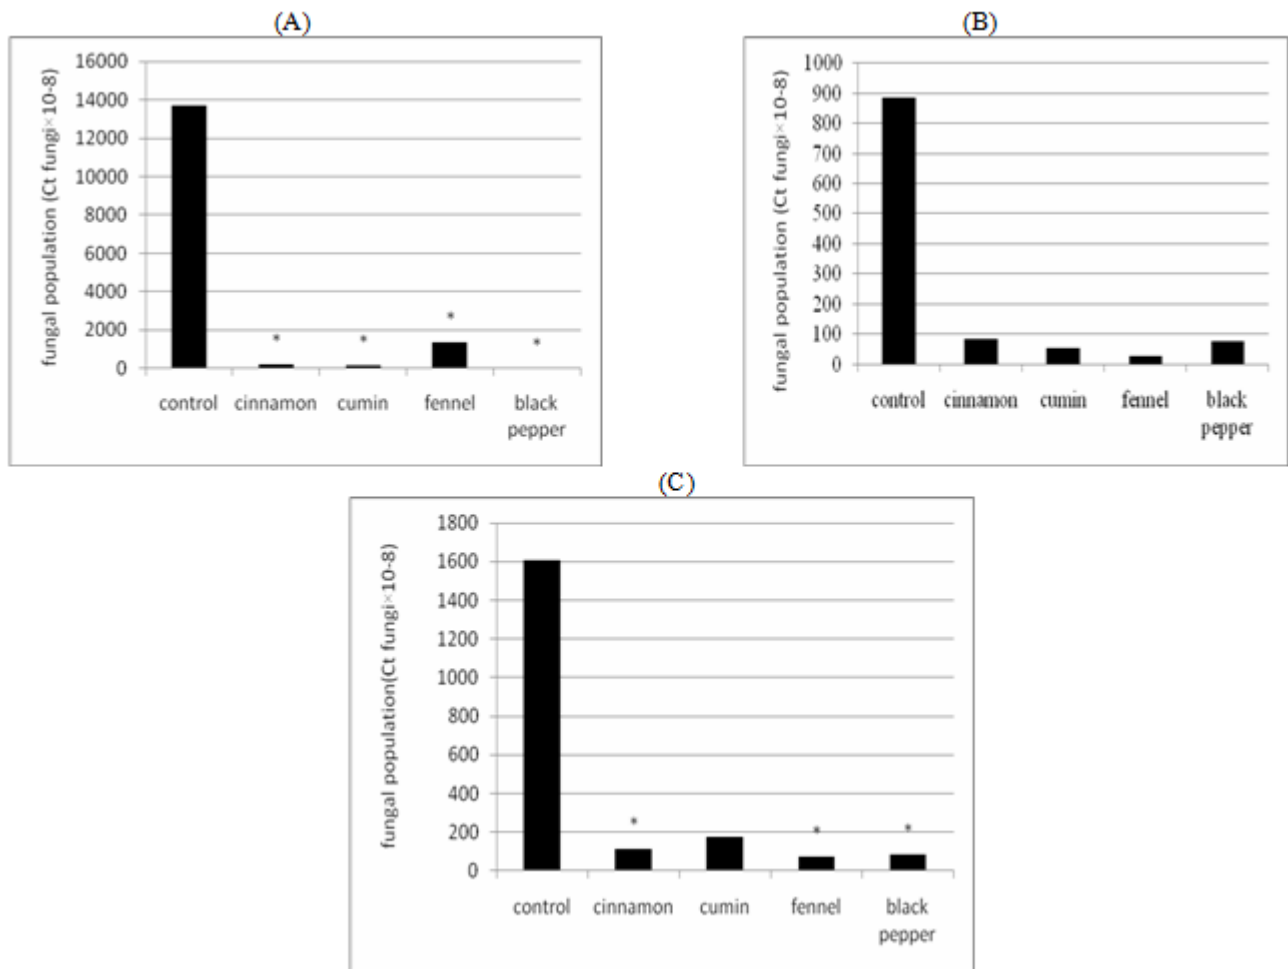 (A)
fungal population (Ct fungi×10-8)
16000
14000
12000
10000
8000
6000
4000
2000
0
* * * *
control cinnamon cumin fennel black
pepper
(B)
fungal population (Ct fungi×10-8)
1000
900
800
700
600
500
400
300
200
100
0
control cinnamon cumin fennel black
pepper
(C)
fungal population(Ct fungi×10-8)
1800
1600
1400
1200
1000
800
600
400
200
0
* * *
control cinnamon cumin fennel black
pepper